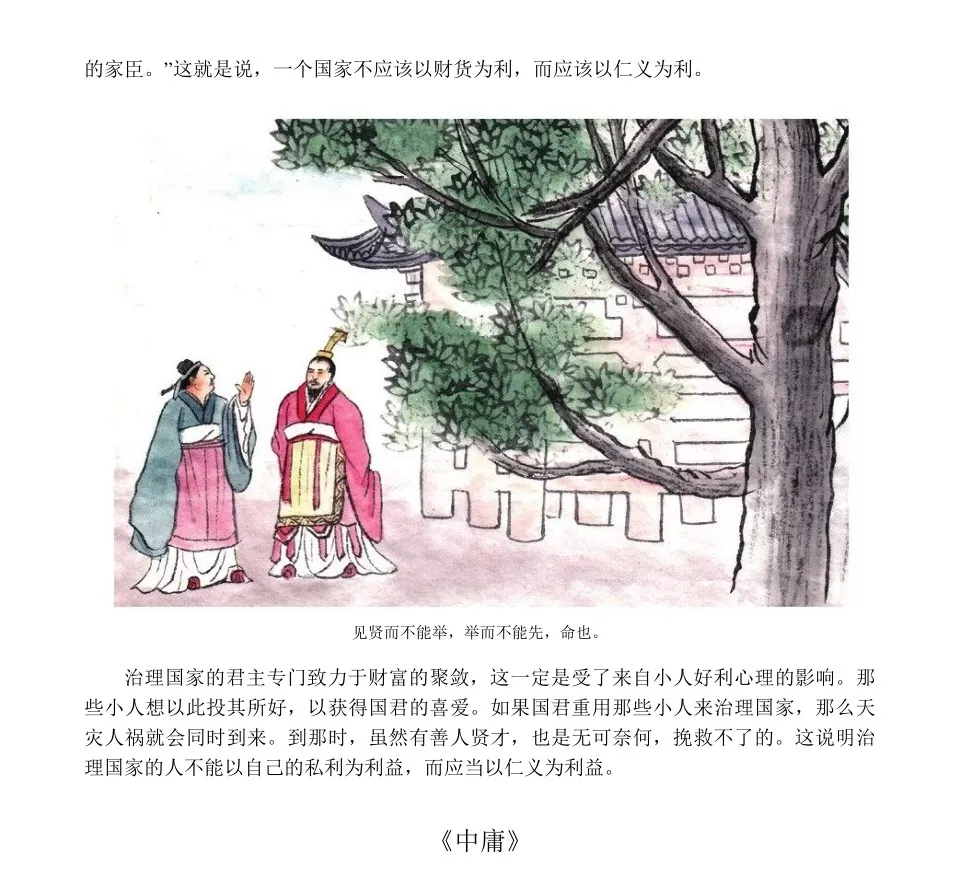 的家臣。”这就是说，一个国家不应该以财货为利，而应该以仁义为利。
见贤而不能举，举而不能先，命也。
治理国家的君主专门致力于财富的聚敛，这一定是受了来自小人好利心理的影响。那
些小人想以此投其所好，以获得国君的喜爱。如果国君重用那些小人来治理国家，那么天
灾人祸就会同时到来。到那时，虽然有善人贤才，也是无可奈何，挽救不了的。这说明治
理国家的人不能以自己的私利为利益，而应当以仁义为利益。
《中庸》